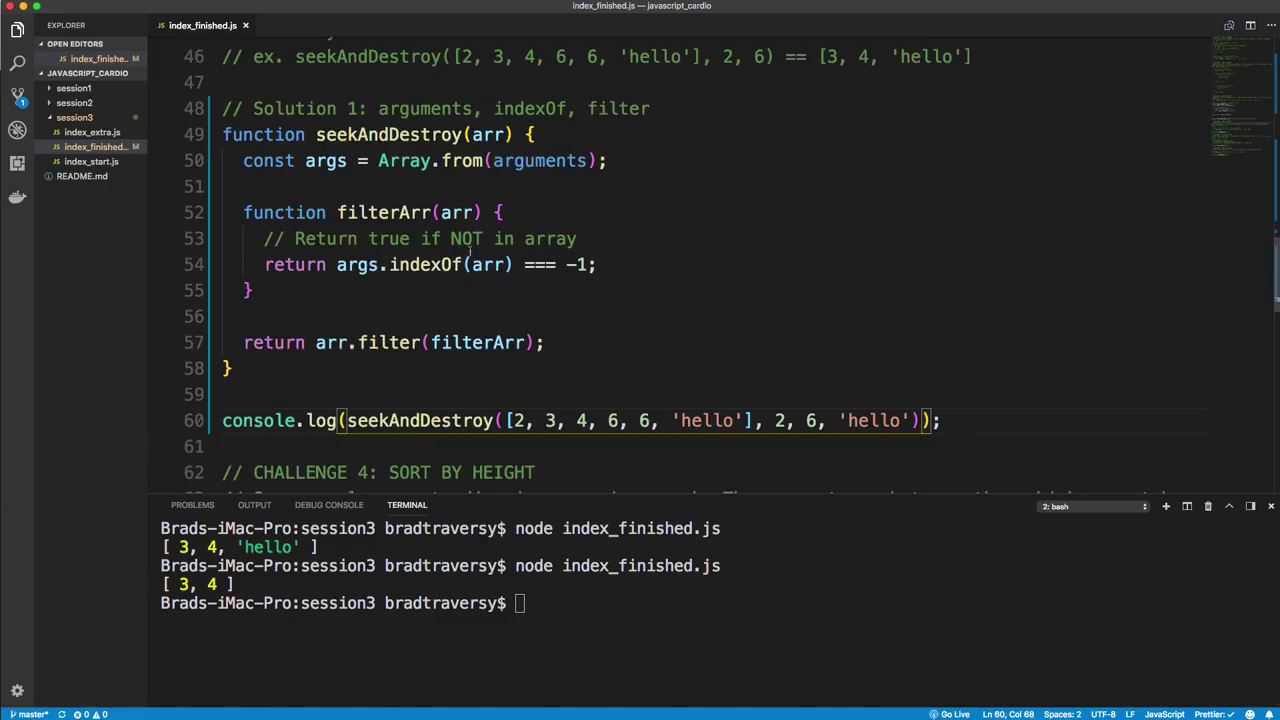 index_finished.js — javascript_cardio
EXPLORER
index_finished.js ×
OPEN EDITORS
index_finishe... M
JAVASCRIPT_CARDIO
session1
session2
session3
index_extra.js
index_finished... M
index_start.js
README.md
1
46 // ex. seekAndDestroy([2, 3, 4, 6, 6, 'hello'], 2, 6) == [3, 4, 'hello']
47
48 // Solution 1: arguments, indexOf, filter
49 function seekAndDestroy(arr) {
50 const args = Array.from(arguments);
51
52 function filterArr(arr) {
53 // Return true if NOT in array
54 return args.indexOf(arr) === -1;
55 }
56
57 return arr.filter(filterArr);
58 }
59
60 console.log(seekAndDestroy([2, 3, 4, 6, 6, 'hello'], 2, 6, 'hello'));
61
62 // CHALLENGE 4: SORT BY HEIGHT
PROBLEMS OUTPUT DEBUG CONSOLE TERMINAL 2: bash
Brads-iMac-Pro:session3 bradtraversy$ node index_finished.js
[ 3, 4, 'hello' ]
Brads-iMac-Pro:session3 bradtraversy$ node index_finished.js
[ 3, 4 ]
Brads-iMac-Pro:session3 bradtraversy$
master* 0 0 Go Live Ln 60, Col 68 Spaces: 2 UTF-8 LF JavaScript Prettier: ✓